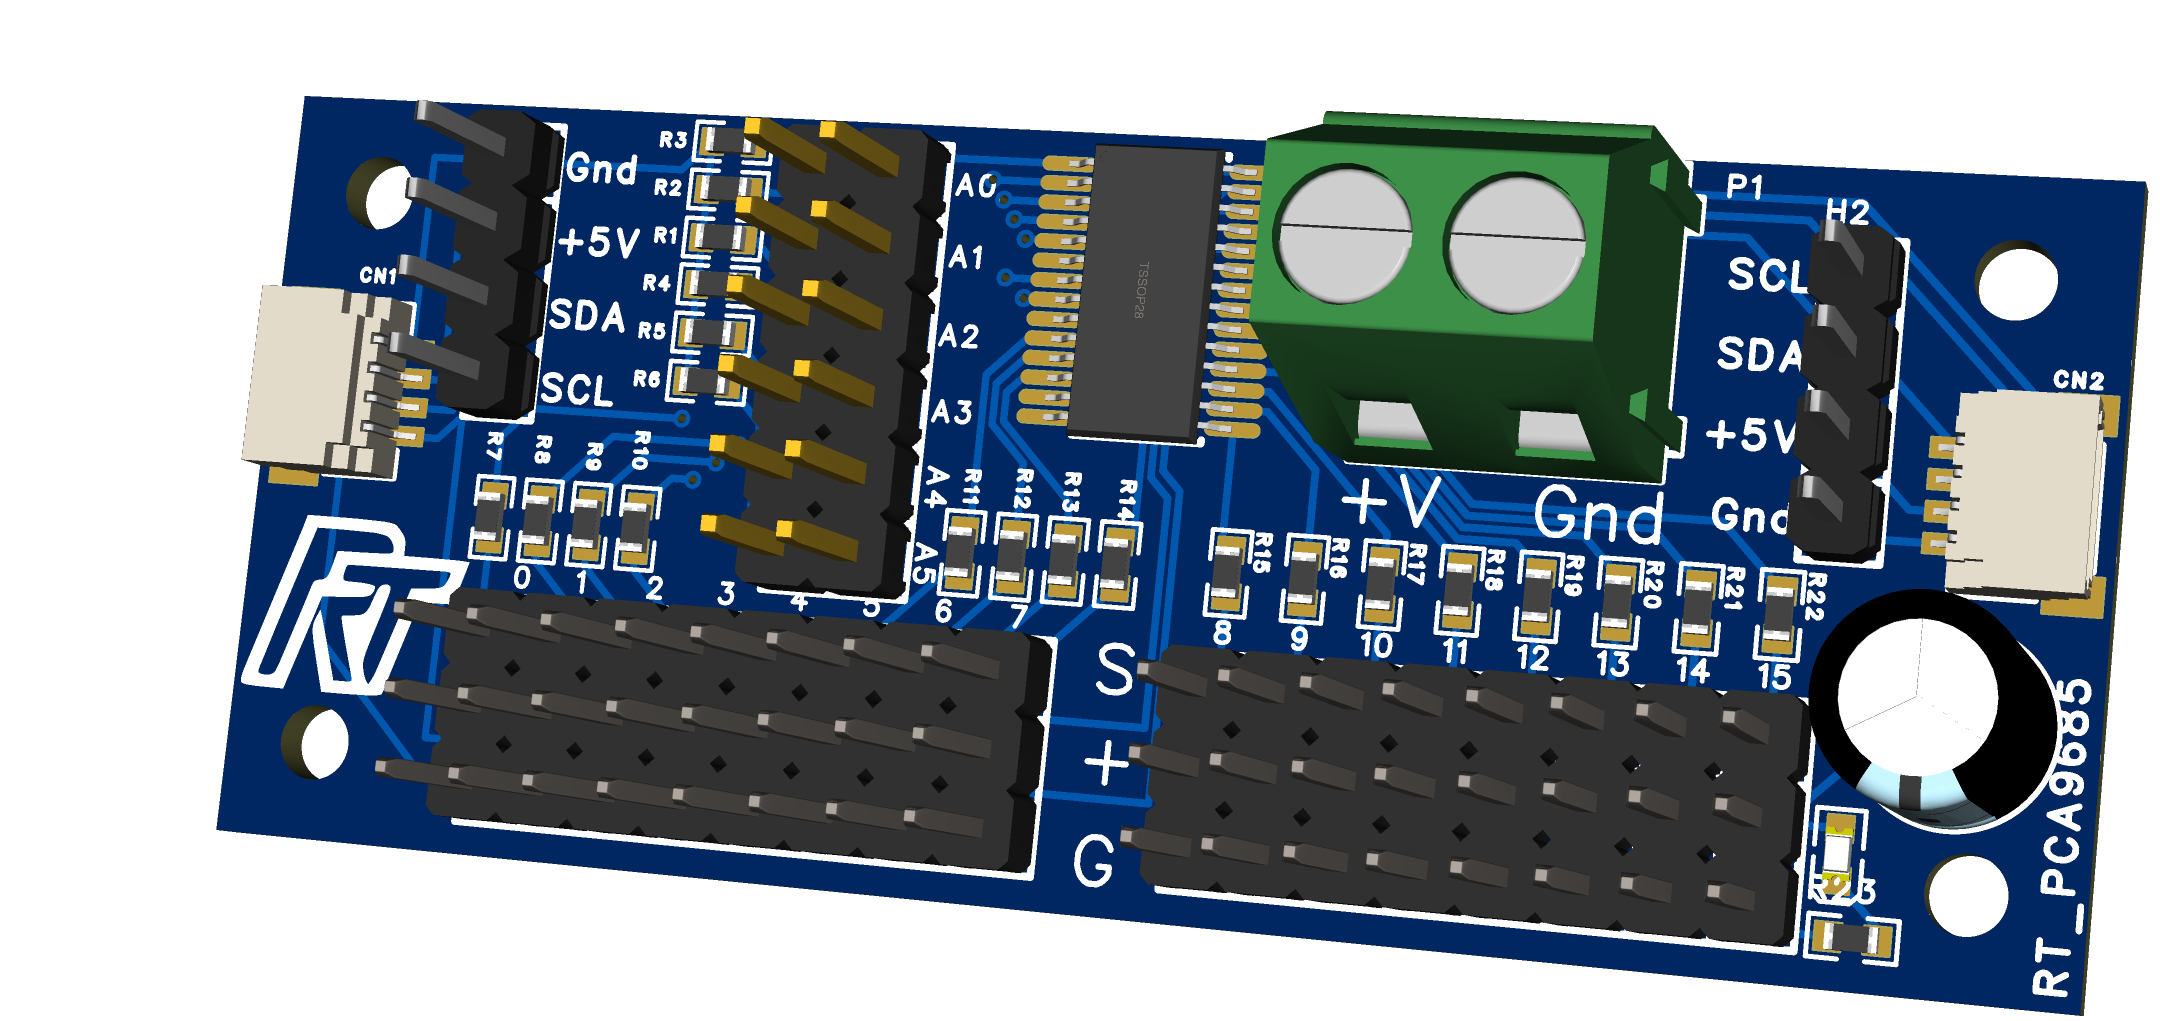 R3
Gnd
R2
+5V
R1
CN1
R4
SDA
R5
SCL
R6
A0
A1
A2
A3
A4
A5
TSSOP28
P1
H2
SCL
SDA
+5V
Gnd
CN2
+V
Gnd
R7
R8
R9
R10
R11
R12
R13
R14
R15
R16
R17
R18
R19
R20
R21
R22
0
1
2
3
4
5
6
7
8
9
10
11
12
13
14
15
RT
S
+
G
R23
RT_PCA9685